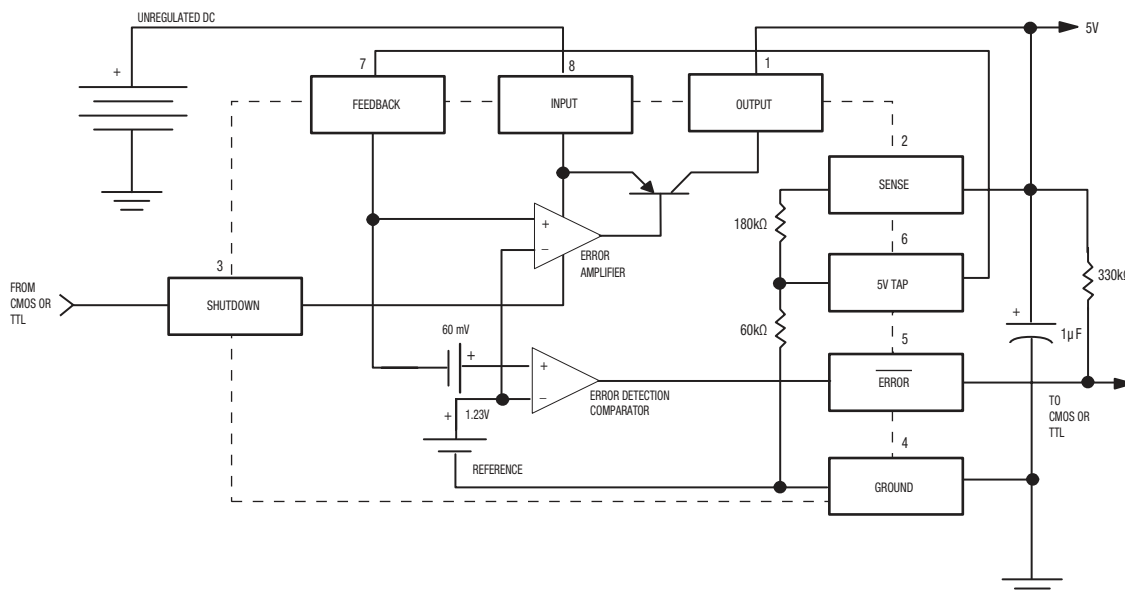 UNREGULATED DC
5V
+
7
8
1
FEEDBACK
INPUT
OUTPUT
2
SENSE
180kΩ
+
−
ERROR
AMPLIFIER
6
5V TAP
330kΩ
3
FROM
CMOS OR
TTL
SHUTDOWN
60kΩ
+
1µF
60 mV
+
+
−
5
ERROR
ERROR DETECTION
COMPARATOR
+
1.23V
TO
CMOS OR
TTL
4
REFERENCE
GROUND